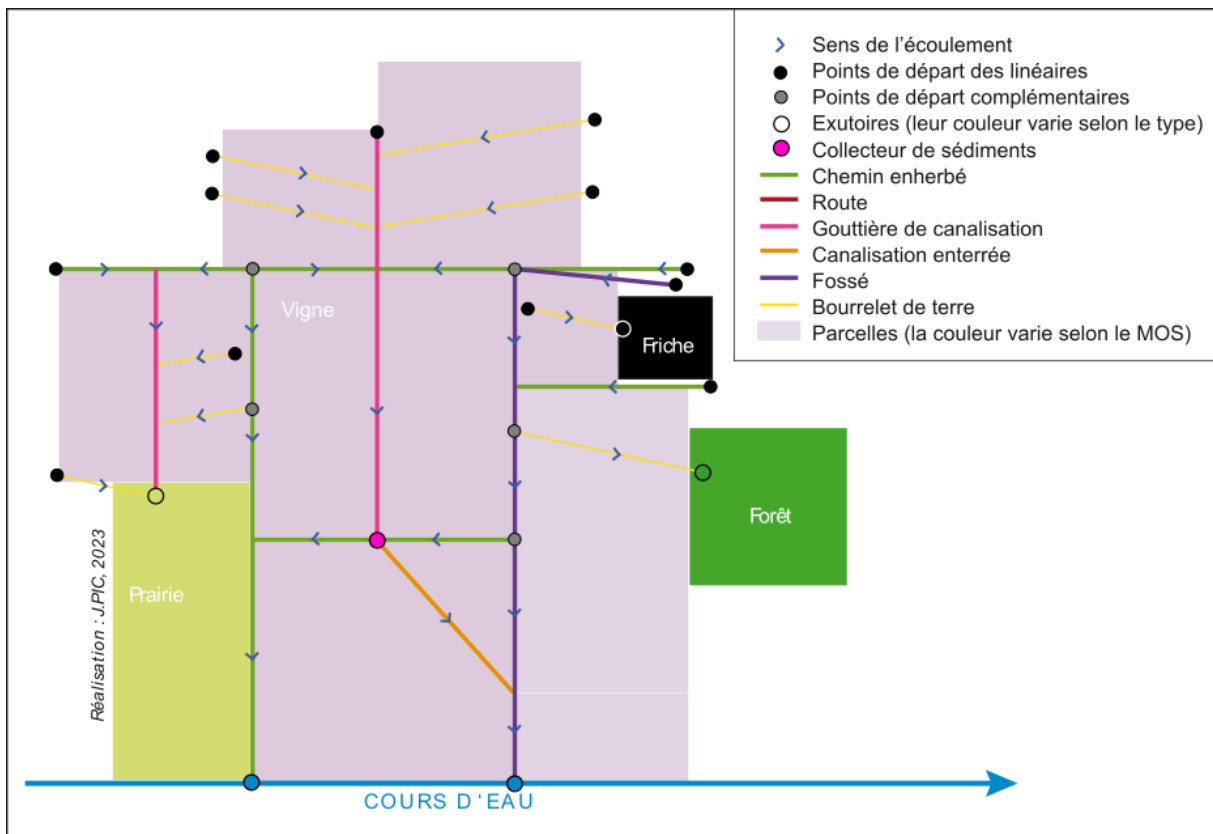 Sens de l'écoulement
Points de départ des linéaires
Points de départ complémentaires
Exutoires (leur couleur varie selon le type)
Collecteur de sédiments
Chemin enherbé
Route
Gouttière de canalisation
Canalisation enterrée
Fossé
Bourrelet de terre
Parcelles (la couleur varie selon le MOS)
Vigne
Friche
Forêt
Prairie
Réalisation : J.PIC, 2023
COURS D 'EAU